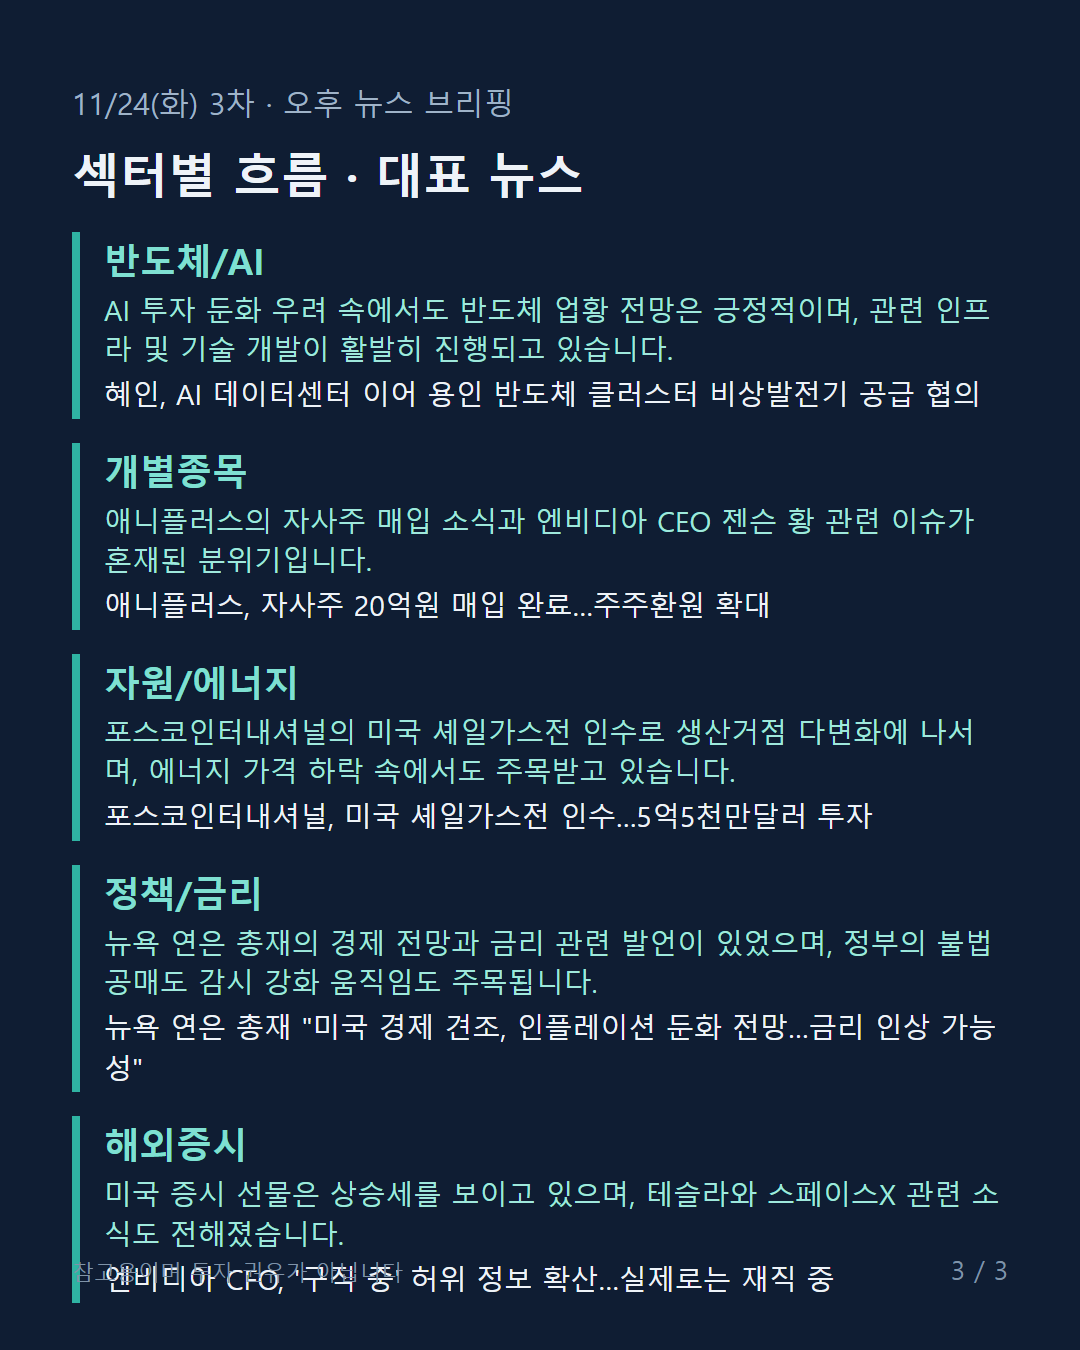 11/24(화) 3차 · 오후 뉴스 브리핑
섹터별 흐름 · 대표 뉴스
반도체/AI
AI 투자 둔화 우려 속에서도 반도체 업황 전망은 긍정적이며, 관련 인프
라 및 기술 개발이 활발히 진행되고 있습니다.
혜인, AI 데이터센터 이어 용인 반도체 클러스터 비상발전기 공급 협의
개별종목
애니플러스의 자사주 매입 소식과 엔비디아 CEO 젠슨 황 관련 이슈가
혼재된 분위기입니다.
애니플러스, 자사주 20억원 매입 완료...주주환원 확대
자원/에너지
포스코인터내셔널의 미국 셰일가스전 인수로 생산거점 다변화에 나서
며, 에너지 가격 하락 속에서도 주목받고 있습니다.
포스코인터내셔널, 미국 셰일가스전 인수...5억5천만달러 투자
정책/금리
뉴욕 연은 총재의 경제 전망과 금리 관련 발언이 있었으며, 정부의 불법
공매도 감시 강화 움직임도 주목됩니다.
뉴욕 연은 총재 "미국 경제 견조, 인플레이션 둔화 전망...금리 인상 가능
성"
해외증시
미국 증시 선물은 상승세를 보이고 있으며, 테슬라와 스페이스X 관련 소
식도 전해졌습니다.
엔비디아 CFO, '구직 중' 허위 정보 확산...실제로는 재직 중
참고용이며 투자 권유가 아닙니다
3 / 3